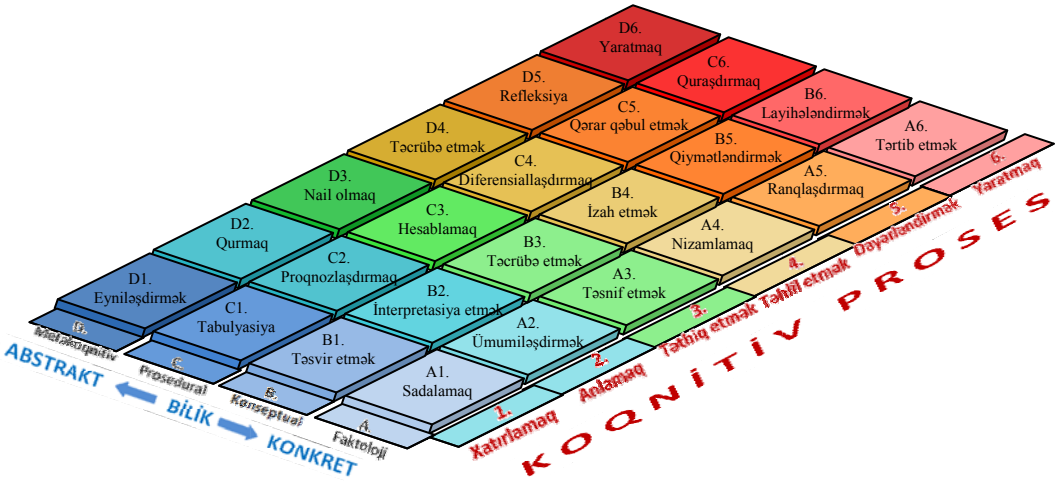 D6.
Yaratmaq
C6.
Quraşdırmaq
B6.
Layihələndirmək
A6.
Tərtib etmək
D5.
Refleksiya
C5.
Qərar qəbul etmək
B5.
Qiymətləndirmək
A5.
Ranqlaşdırmaq
D4.
Təcrübə etmək
C4.
Diferensiallaşdırmaq
B4.
İzah etmək
A4.
Nizamlamaq
D3.
Nail olmaq
C3.
Hesablamaq
B3.
Təcrübə etmək
A3.
Təsnif etmək
D2.
Qurmaq
C2.
Proqnozlaşdırmaq
B2.
İnterpretasiya etmək
A2.
Ümumiləşdirmək
D1.
Eyniləşdirmək
C1.
Tabulyasiya
B1.
Təsvir etmək
A1.
Sadalamaq
D.
Metakoqnitiv
C.
Prosedural
B.
Konseptual
A.
Faktoloji
1.
Xatırlamaq
2.
Anlamaq
3.
Tətbiq etmək
4.
Təhlil etmək
5.
Dəyərləndirmək
6.
Yaratmaq
ABSTRAKT
BİLİK
KONKRET
KOQNİTİV PROSES